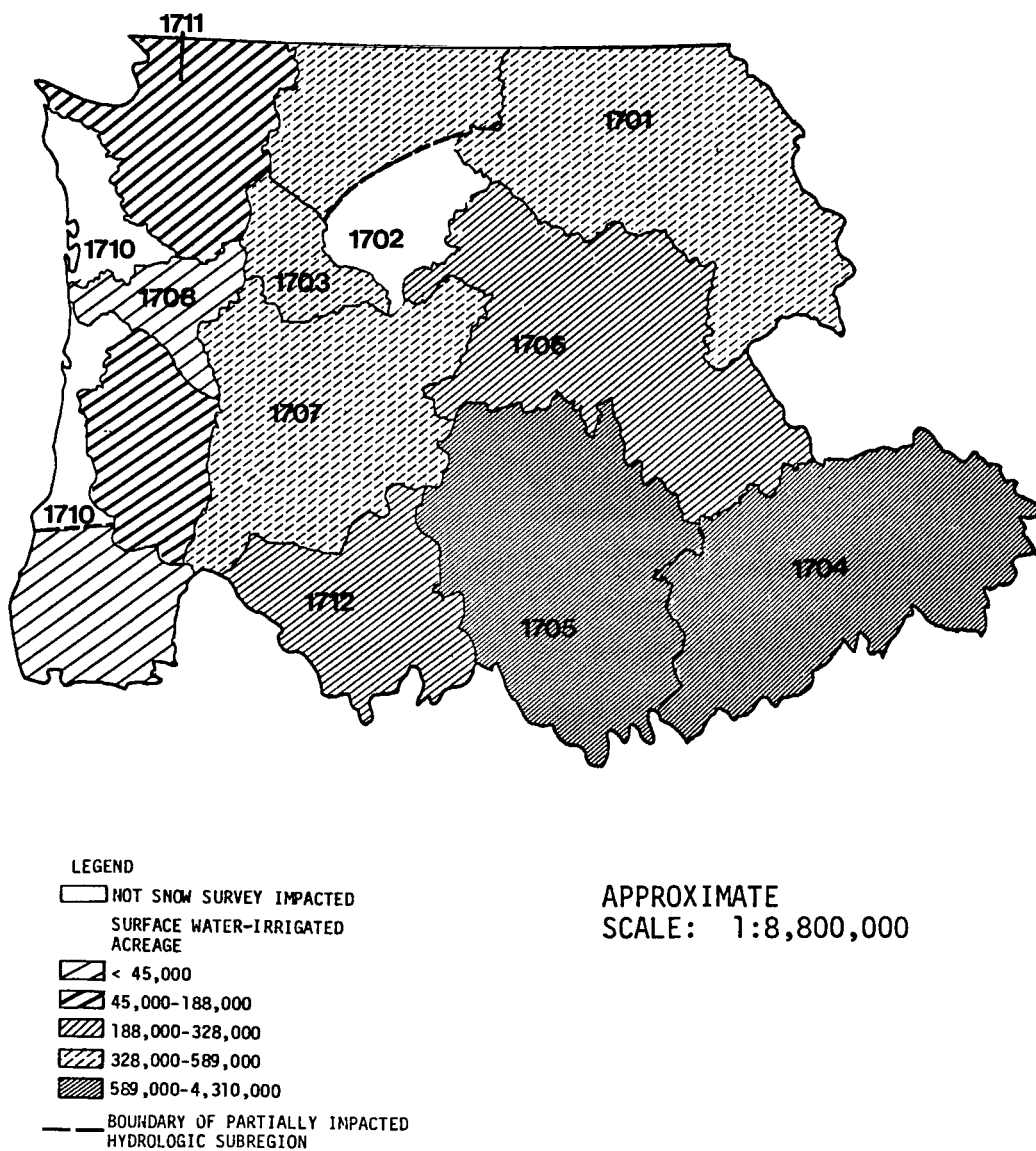 1711
1701
1702
1710
1708
1703
1706
1707
1710
1704
1712
1705
LEGEND
NOT SNOW SURVEY IMPACTED
SURFACE WATER-IRRIGATED
ACREAGE
< 45,000
45,000-188,000
188,000-328,000
328,000-589,000
589,000-4,310,000
BOUNDARY OF PARTIALLY IMPACTED
HYDROLOGIC SUBREGION
APPROXIMATE
SCALE: 1:8,800,000